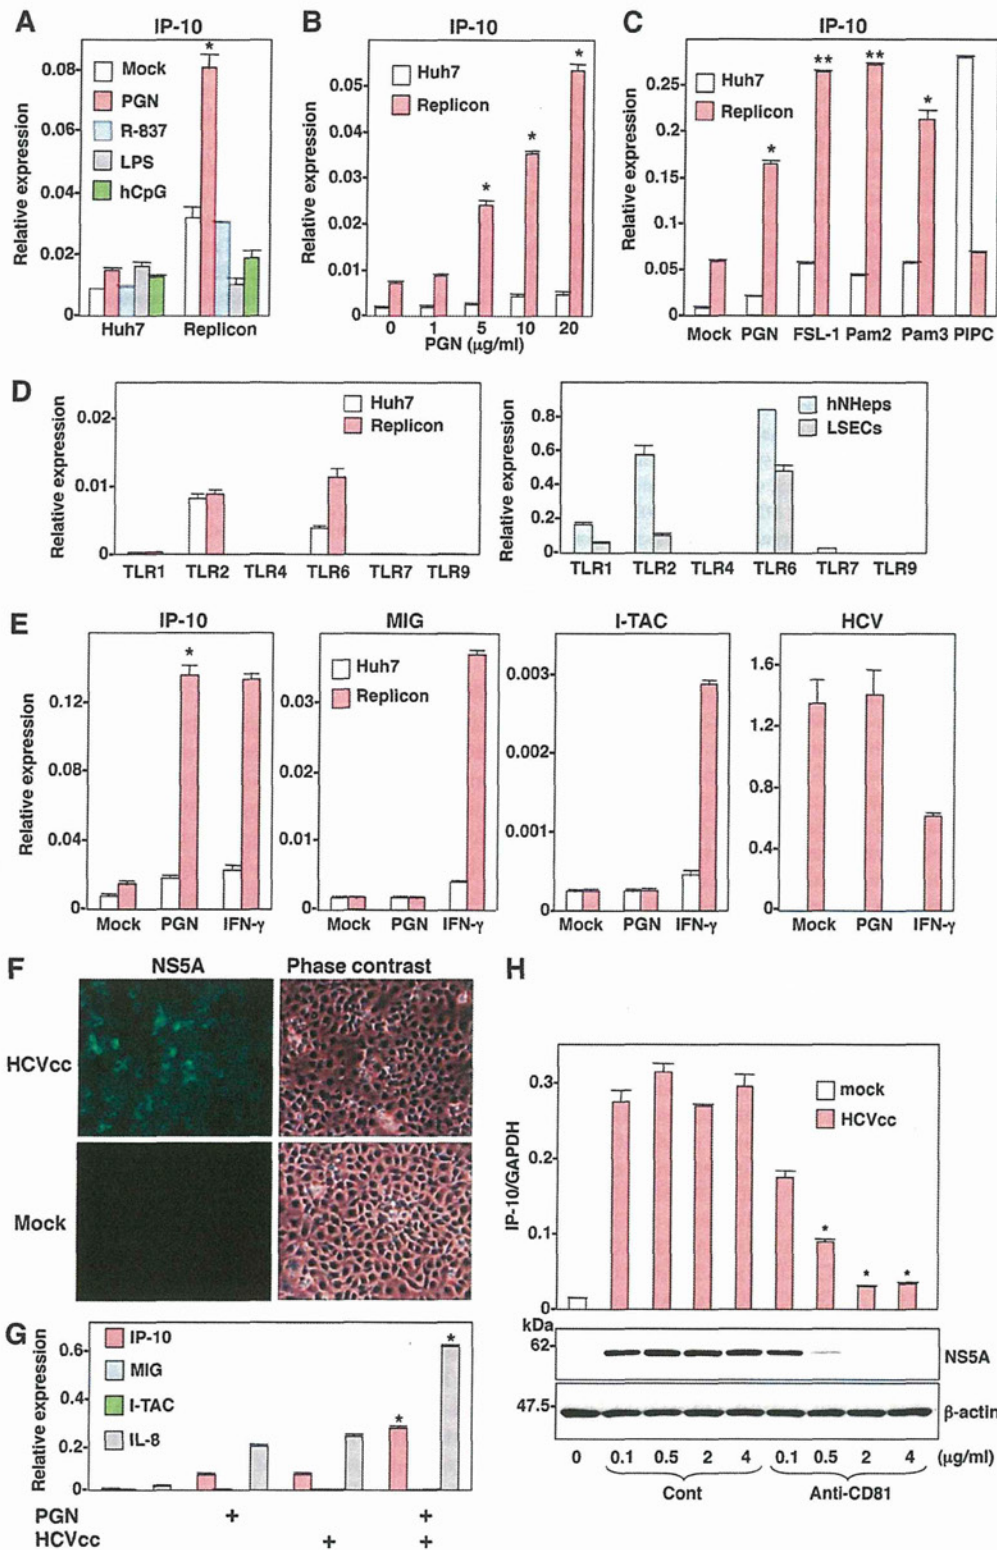 A
IP-10
Relative expression
0.08
0.06
0.04
0.02
0
Mock
PGN
R-837
LPS
hCpG
*
Huh7 Replicon
B
IP-10
Relative expression
0.05
0.04
0.03
0.02
0.01
0
Huh7
Replicon
* * *
0 1 5 10 20
PGN (μg/ml)
C
IP-10
Relative expression
0.25
0.2
0.15
0.1
0.05
0
Huh7
Replicon
* ** ** *
Mock PGN FSL-1 Pam2 Pam3 PIPC
D
Relative expression
0.02
0.01
0
Huh7
Replicon
TLR1 TLR2 TLR4 TLR6 TLR7 TLR9
Relative expression
0.8
0.6
0.4
0.2
0
hNHeps
LSECs
TLR1 TLR2 TLR4 TLR6 TLR7 TLR9
E
IP-10
Relative expression
0.12
0.08
0.04
0
*
Mock PGN IFN-γ
MIG
0.03
0.02
0.01
0
Huh7
Replicon
Mock PGN IFN-γ
I-TAC
0.003
0.002
0.001
0
Mock PGN IFN-γ
HCV
1.6
1.2
0.8
0.4
0
Mock PGN IFN-γ
F
NS5A Phase contrast
HCVcc
Mock
G
Relative expression
0.6
0.4
0.2
0
IP-10
MIG
I-TAC
IL-8
* *
PGN + +
HCVcc + +
H
IP-10/GAPDH
0.3
0.2
0.1
0
mock
HCVcc
* * *
kDa
62
NS5A
47.5
β-actin
0 0.1 0.5 2 4 0.1 0.5 2 4 (μg/ml)
Cont Anti-CD81